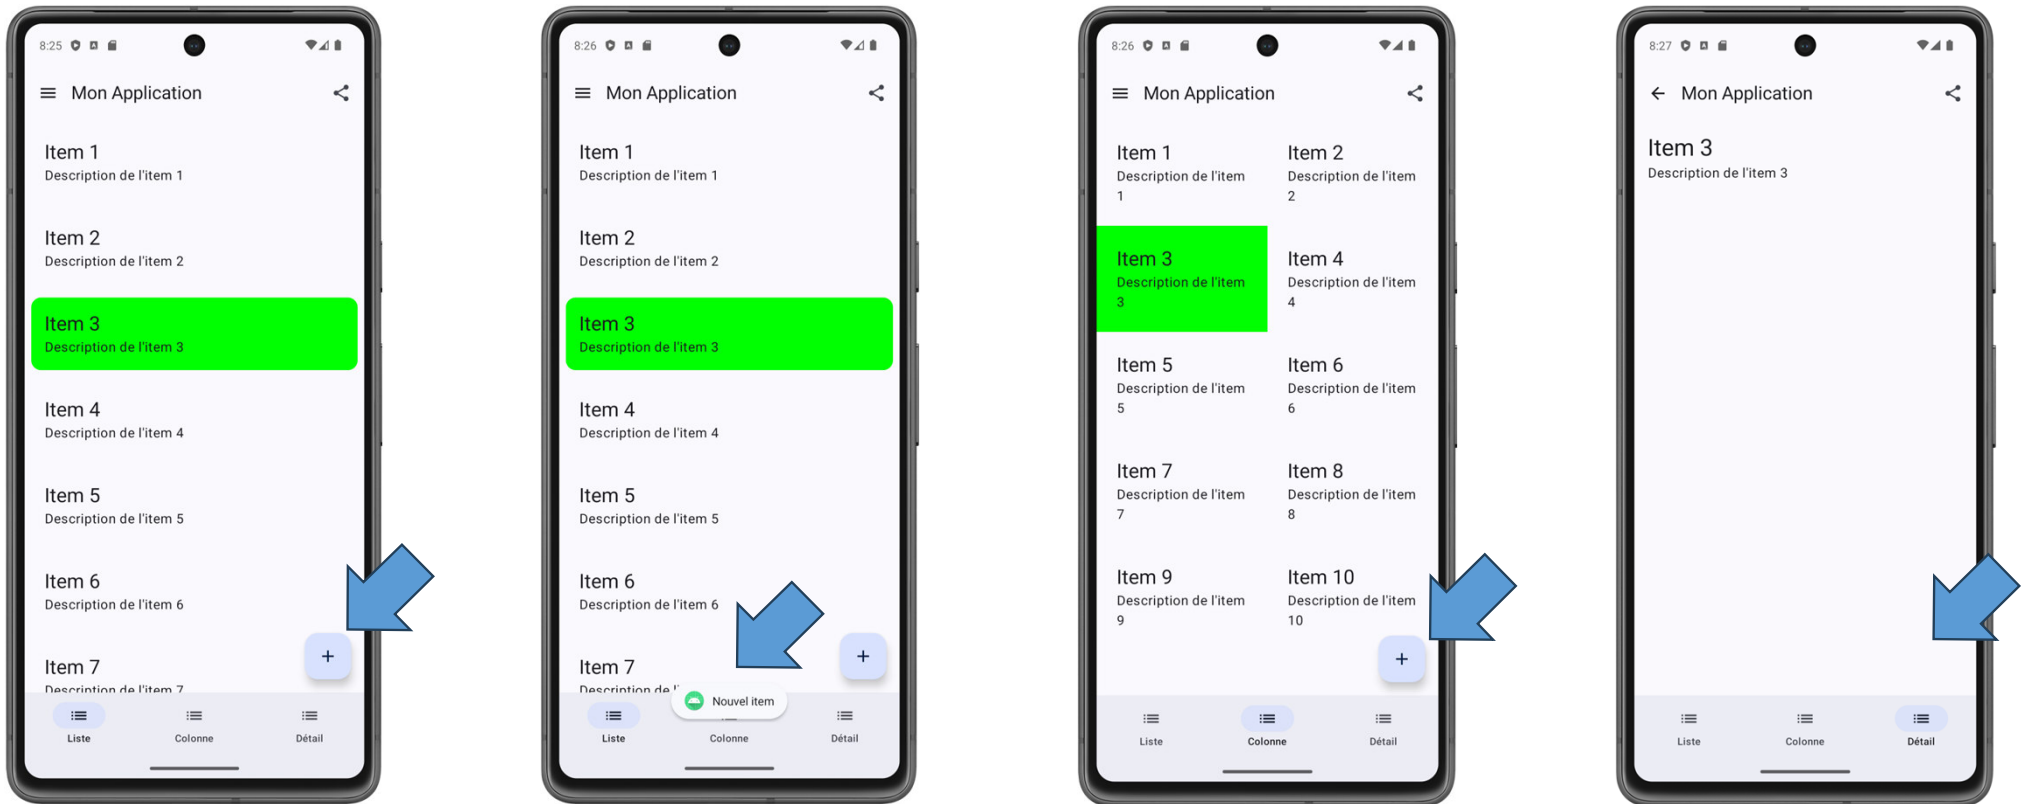 8:25
Mon Application
Item 1
Description de l'item 1
Item 2
Description de l'item 2
Item 3
Description de l'item 3
Item 4
Description de l'item 4
Item 5
Description de l'item 5
Item 6
Description de l'item 6
+
Item 7
Description de l'item 7
Liste
Colonne
Détail
8:26
Mon Application
Item 1
Description de l'item 1
Item 2
Description de l'item 2
Item 3
Description de l'item 3
Item 4
Description de l'item 4
Item 5
Description de l'item 5
Item 6
Description de l'item 6
+
Item 7
Description de l'
Nouvel item
Liste
Colonne
Détail
8:26
Mon Application
Item 1
Description de l'item
1
Item 2
Description de l'item
2
Item 3
Description de l'item
3
Item 4
Description de l'item
4
Item 5
Description de l'item
5
Item 6
Description de l'item
6
Item 7
Description de l'item
7
Item 8
Description de l'item
8
Item 9
Description de l'item
9
Item 10
Description de l'item
10
+
Liste
Colonne
Détail
8:27
Mon Application
Item 3
Description de l'item 3
Liste
Colonne
Détail